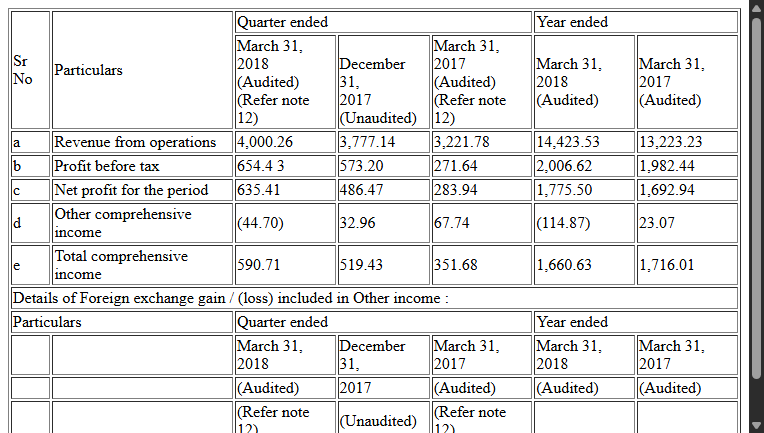 Sr No Particulars Quarter ended Year ended
March 31, 2018 (Audited) (Refer note 12) December 31, 2017 (Unaudited) March 31, 2017 (Audited) (Refer note 12) March 31, 2018 (Audited) March 31, 2017 (Audited)
a Revenue from operations 4,000.26 3,777.14 3,221.78 14,423.53 13,223.23
b Profit before tax 654.4 3 573.20 271.64 2,006.62 1,982.44
c Net profit for the period 635.41 486.47 283.94 1,775.50 1,692.94
d Other comprehensive income (44.70) 32.96 67.74 (114.87) 23.07
e Total comprehensive income 590.71 519.43 351.68 1,660.63 1,716.01
Details of Foreign exchange gain / (loss) included in Other income :
Particulars Quarter ended Year ended
March 31, 2018 December 31, March 31, 2017 March 31, 2018 March 31, 2017
(Audited) 2017 (Audited) (Audited) (Audited)
(Refer note 12) (Unaudited) (Refer note 12)